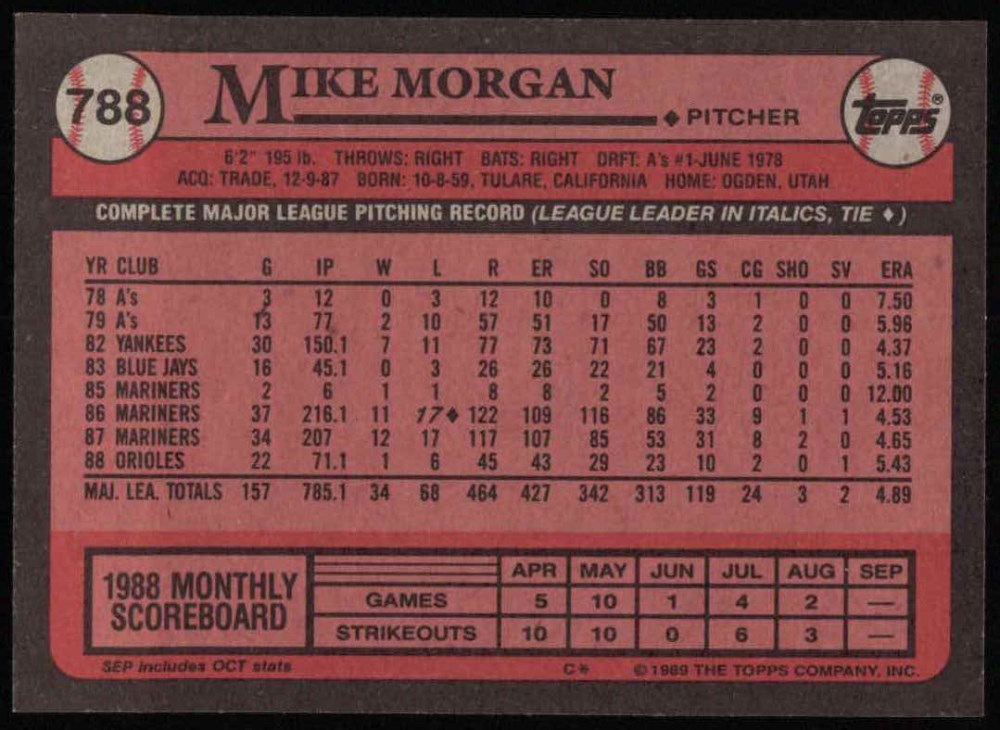 788 MIKE MORGAN
♦ PITCHER
Topps®
6'2" 195 lb. THROWS: RIGHT BATS: RIGHT DRFT: A's #1-JUNE 1978
ACQ: TRADE, 12-9-87 BORN: 10-8-59, TULARE, CALIFORNIA HOME: OGDEN, UTAH
COMPLETE MAJOR LEAGUE PITCHING RECORD (LEAGUE LEADER IN ITALICS, TIE ♦)
YR CLUB G IP W L R ER SO BB GS CG SHO SV ERA
78 A's 3 12 0 3 12 10 0 8 3 1 0 0 7.50
79 A's 13 77 2 10 57 51 17 50 13 2 0 0 5.96
82 YANKEES 30 150.1 7 11 77 73 71 67 23 2 0 0 4.37
83 BLUE JAYS 16 45.1 0 3 26 26 22 21 4 0 0 0 5.16
85 MARINERS 2 6 1 1 8 8 2 5 2 0 0 0 12.00
86 MARINERS 37 216.1 11 17♦ 122 109 116 86 33 9 1 1 4.53
87 MARINERS 34 207 12 17 117 107 85 53 31 8 2 0 4.65
88 ORIOLES 22 71.1 1 6 45 43 29 23 10 2 0 1 5.43
MAJ. LEA. TOTALS 157 785.1 34 68 464 427 342 313 119 24 3 2 4.89
1988 MONTHLY
SCOREBOARD
APR MAY JUN JUL AUG SEP
GAMES 5 10 1 4 2 —
STRIKEOUTS 10 10 0 6 3 —
SEP includes OCT stats C* © 1989 THE TOPPS COMPANY, INC.